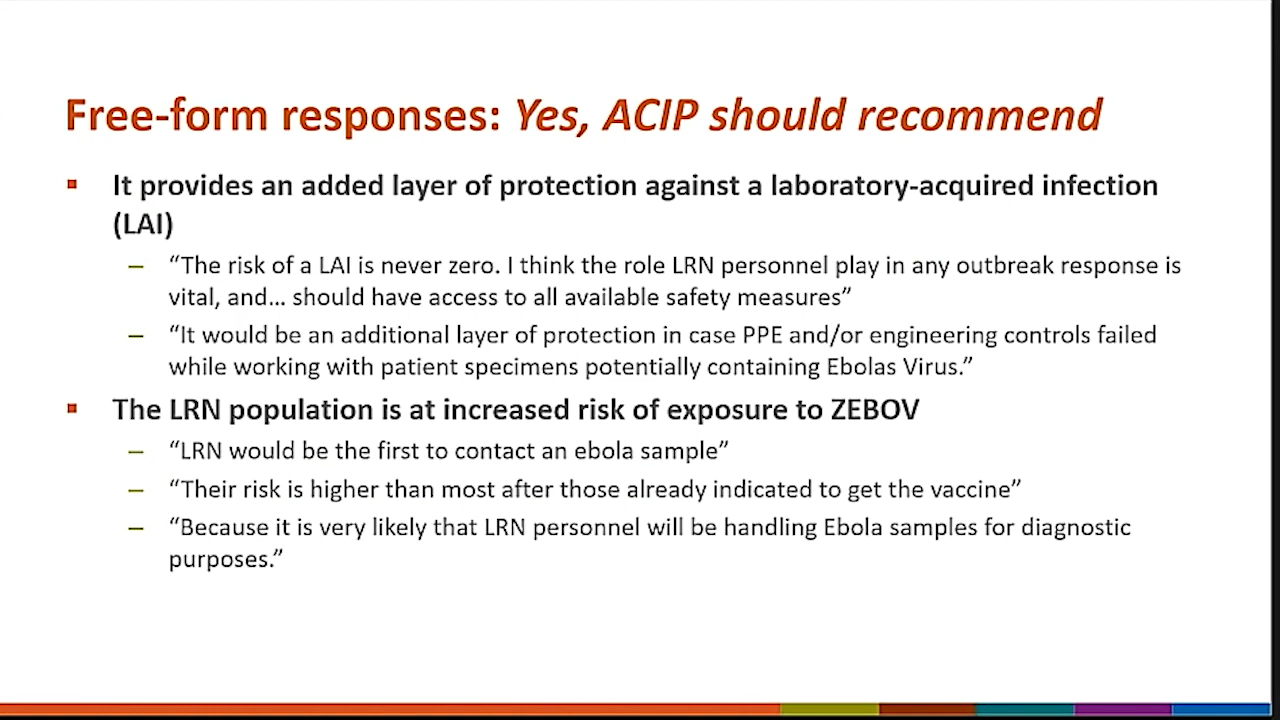 Free-form responses: Yes, ACIP should recommend
▪ It provides an added layer of protection against a laboratory-acquired infection
(LAI)
– “The risk of a LAI is never zero. I think the role LRN personnel play in any outbreak response is
vital, and… should have access to all available safety measures”
– “It would be an additional layer of protection in case PPE and/or engineering controls failed
while working with patient specimens potentially containing Ebolas Virus.”
▪ The LRN population is at increased risk of exposure to ZEBOV
– “LRN would be the first to contact an ebola sample”
– “Their risk is higher than most after those already indicated to get the vaccine”
– “Because it is very likely that LRN personnel will be handling Ebola samples for diagnostic
purposes.”